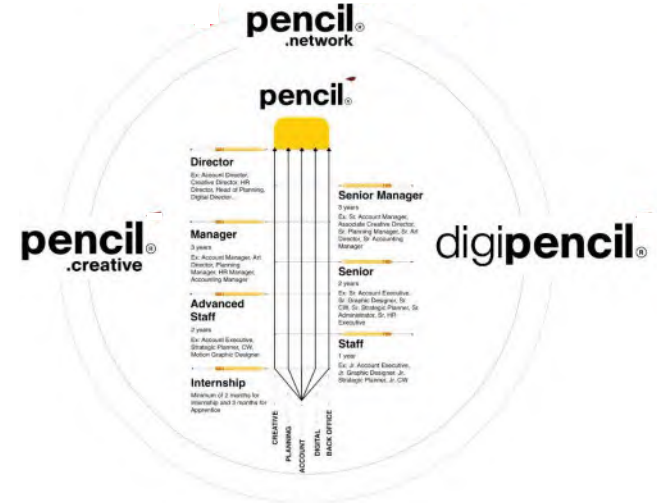 pencil®
.network
pencil®
Director
Ex: Account Director,
Creative Director, HR
Director, Head of Planning,
Digital Director...
Senior Manager
5 years
Ex: Sr. Account Manager,
Associate Creative Director,
Sr. Planning Manager, Sr. Art
Director, Sr. Accounting
Manager
pencil®
.creative
digipencil®
Manager
3 years
Ex: Account Manager, Art
Director, Planning
Manager, HR Manager,
Accounting Manager
Senior
2 years
Ex: Sr. Account Executive,
Sr. Graphic Designer, Sr.
CW, Sr. Strategic Planner, Sr.
Administrator, Sr. HR
Executive
Advanced
Staff
2 years
Ex: Account Executive,
Strategic Planner, CW,
Motion Graphic Designer
Staff
1 year
Ex: Jr. Account Executive,
Jr. Graphic Designer, Jr.
Strategic Planner, Jr. CW
Internship
Minimum of 2 months for
Internship and 3 months for
Apprentice
CREATIVE
PLANNING
ACCOUNT
DIGITAL
BACK OFFICE